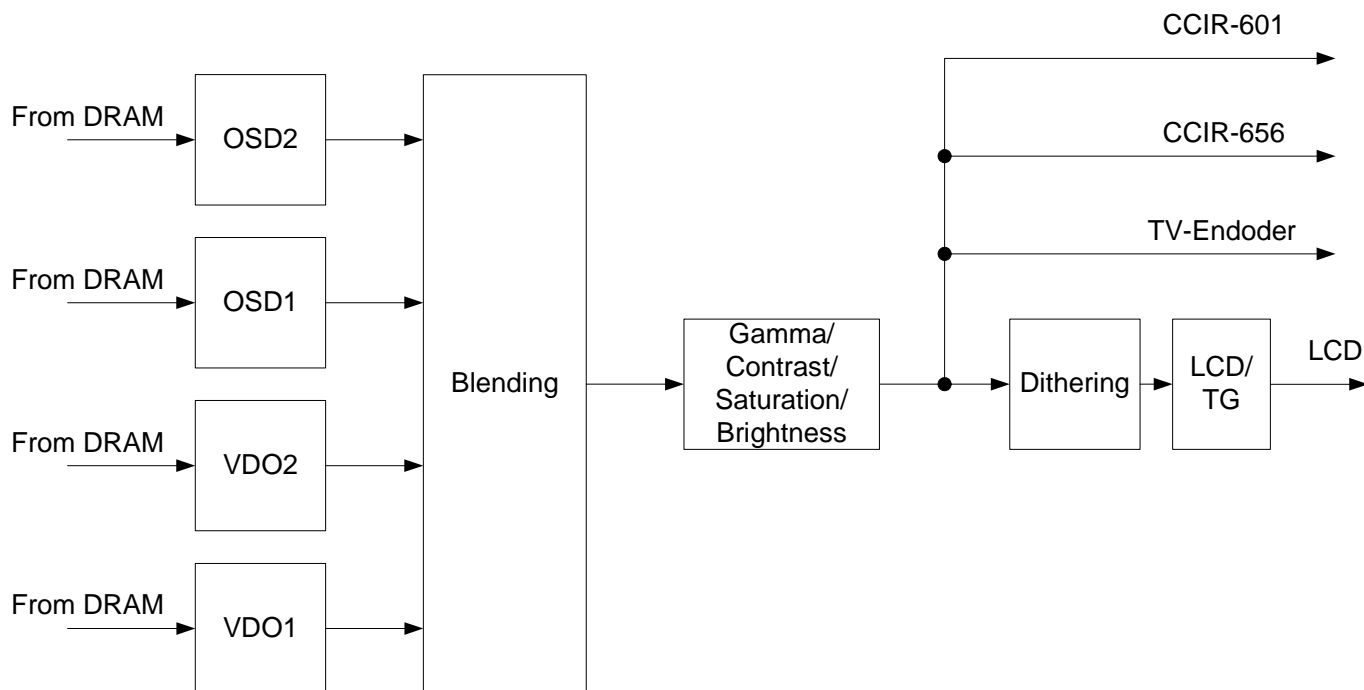 CCIR-601
From DRAM
OSD2
CCIR-656
TV-Endoder
From DRAM
OSD1
Gamma/
Contrast/
Saturation/
Brightness
Blending
Dithering
LCD/
TG
LCD
From DRAM
VDO2
From DRAM
VDO1